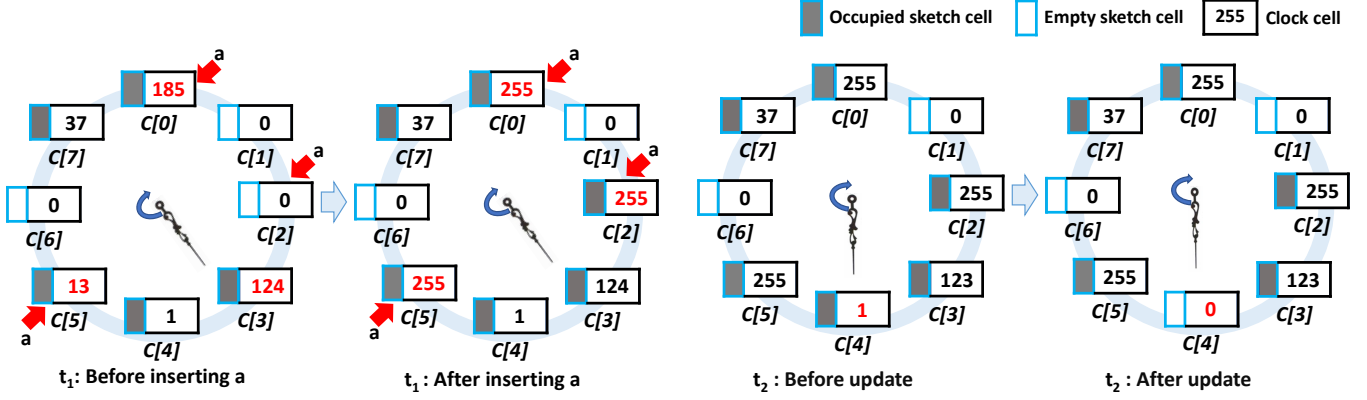 Occupied sketch cell
Empty sketch cell
255 Clock cell
a
185
C[0]
37
C[7]
0
C[1]
a
0
C[2]
0
C[6]
13
C[5]
a
124
C[3]
1
C[4]
t₁: Before inserting a
a
255
C[0]
37
C[7]
0
C[1]
a
255
C[2]
0
C[6]
255
C[5]
a
124
C[3]
1
C[4]
t₁ : After inserting a
255
C[0]
37
C[7]
0
C[1]
255
C[2]
0
C[6]
255
C[5]
123
C[3]
1
C[4]
t₂ : Before update
255
C[0]
37
C[7]
0
C[1]
255
C[2]
0
C[6]
255
C[5]
123
C[3]
0
C[4]
t₂ : After update